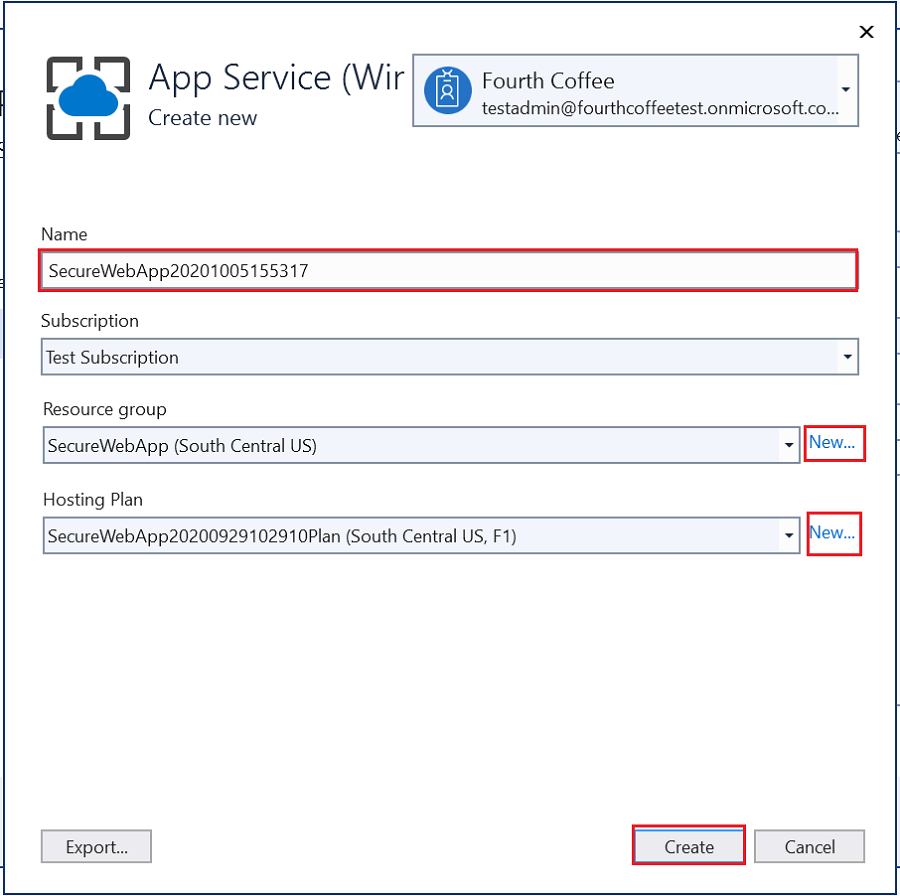 App Service (Wir
Create new
Fourth Coffee
testadmin@fourthcoffeetest.onmicrosoft.co...
Name
SecureWebApp20201005155317
Subscription
Test Subscription
Resource group
SecureWebApp (South Central US)
New...
Hosting Plan
SecureWebApp20200929102910Plan (South Central US, F1)
New...
Export...
Create
Cancel